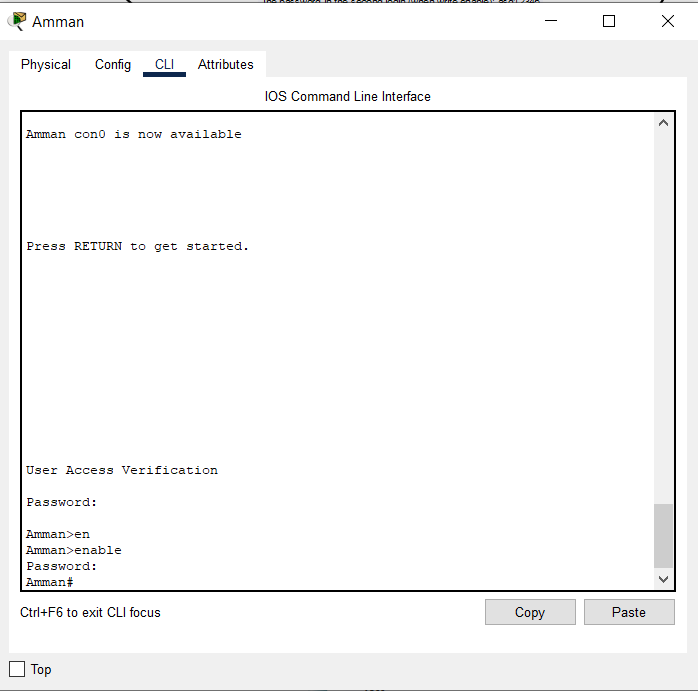 Amman
Physical Config CLI Attributes
IOS Command Line Interface
Amman con0 is now available
Press RETURN to get started.
User Access Verification
Password:
Amman>en
Amman>enable
Password:
Amman#
Ctrl+F6 to exit CLI focus
Copy
Paste
Top